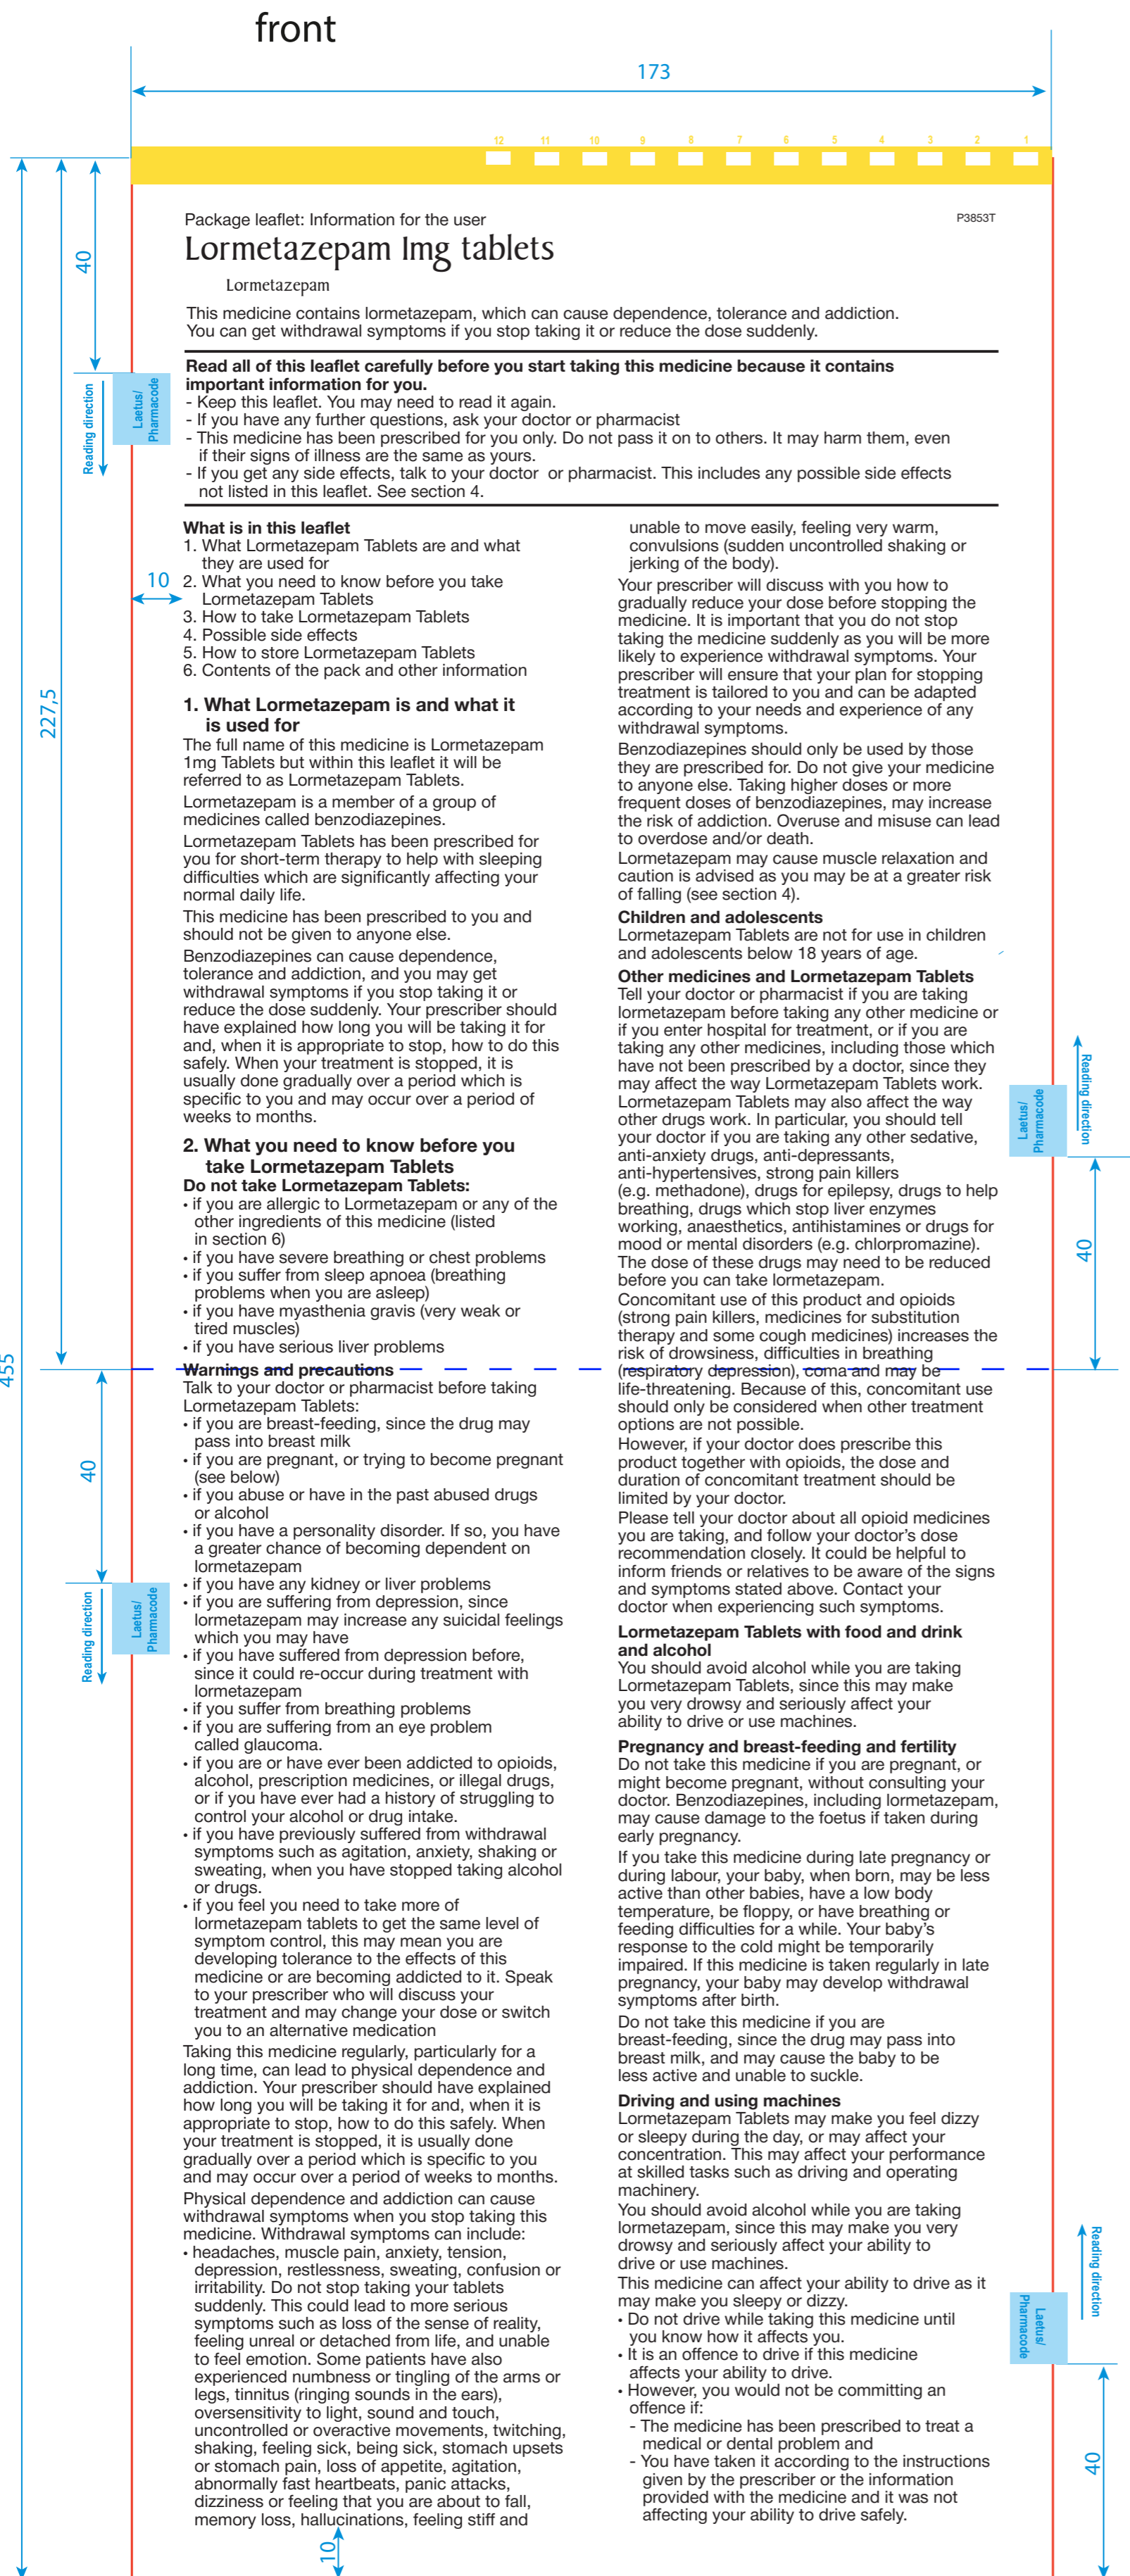 front
173
12 11 10 9 8 7 6 5 4 3 2 1
Package leaflet: Information for the user
P3853T
Lormetazepam 1mg tablets
Lormetazepam
This medicine contains lormetazepam, which can cause dependence, tolerance and addiction.
You can get withdrawal symptoms if you stop taking it or reduce the dose suddenly.
Read all of this leaflet carefully before you start taking this medicine because it contains
important information for you.
- Keep this leaflet. You may need to read it again.
- If you have any further questions, ask your doctor or pharmacist
- This medicine has been prescribed for you only. Do not pass it on to others. It may harm them, even
if their signs of illness are the same as yours.
- If you get any side effects, talk to your doctor or pharmacist. This includes any possible side effects
not listed in this leaflet. See section 4.
What is in this leaflet
1. What Lormetazepam Tablets are and what
they are used for
2. What you need to know before you take
Lormetazepam Tablets
3. How to take Lormetazepam Tablets
4. Possible side effects
5. How to store Lormetazepam Tablets
6. Contents of the pack and other information
1. What Lormetazepam is and what it
is used for
The full name of this medicine is Lormetazepam
1mg Tablets but within this leaflet it will be
referred to as Lormetazepam Tablets.
Lormetazepam is a member of a group of
medicines called benzodiazepines.
Lormetazepam Tablets has been prescribed for
you for short-term therapy to help with sleeping
difficulties which are significantly affecting your
normal daily life.
This medicine has been prescribed to you and
should not be given to anyone else.
Benzodiazepines can cause dependence,
tolerance and addiction, and you may get
withdrawal symptoms if you stop taking it or
reduce the dose suddenly. Your prescriber should
have explained how long you will be taking it for
and, when it is appropriate to stop, how to do this
safely. When your treatment is stopped, it is
usually done gradually over a period which is
specific to you and may occur over a period of
weeks to months.
2. What you need to know before you
take Lormetazepam Tablets
Do not take Lormetazepam Tablets:
• if you are allergic to Lormetazepam or any of the
other ingredients of this medicine (listed
in section 6)
• if you have severe breathing or chest problems
• if you suffer from sleep apnoea (breathing
problems when you are asleep)
• if you have myasthenia gravis (very weak or
tired muscles)
• if you have serious liver problems
Warnings and precautions
Talk to your doctor or pharmacist before taking
Lormetazepam Tablets:
• if you are breast-feeding, since the drug may
pass into breast milk
• if you are pregnant, or trying to become pregnant
(see below)
• if you abuse or have in the past abused drugs
or alcohol
• if you have a personality disorder. If so, you have
a greater chance of becoming dependent on
lormetazepam
• if you have any kidney or liver problems
• if you are suffering from depression, since
lormetazepam may increase any suicidal feelings
which you may have
• if you have suffered from depression before,
since it could re-occur during treatment with
lormetazepam
• if you suffer from breathing problems
• if you are suffering from an eye problem
called glaucoma.
• if you are or have ever been addicted to opioids,
alcohol, prescription medicines, or illegal drugs,
or if you have ever had a history of struggling to
control your alcohol or drug intake.
• if you have previously suffered from withdrawal
symptoms such as agitation, anxiety, shaking or
sweating, when you have stopped taking alcohol
or drugs.
• if you feel you need to take more of
lormetazepam tablets to get the same level of
symptom control, this may mean you are
developing tolerance to the effects of this
medicine or are becoming addicted to it. Speak
to your prescriber who will discuss your
treatment and may change your dose or switch
you to an alternative medication
Taking this medicine regularly, particularly for a
long time, can lead to physical dependence and
addiction. Your prescriber should have explained
how long you will be taking it for and, when it is
appropriate to stop, how to do this safely. When
your treatment is stopped, it is usually done
gradually over a period which is specific to you
and may occur over a period of weeks to months.
Physical dependence and addiction can cause
withdrawal symptoms when you stop taking this
medicine. Withdrawal symptoms can include:
• headaches, muscle pain, anxiety, tension,
depression, restlessness, sweating, confusion or
irritability. Do not stop taking your tablets
suddenly. This could lead to more serious
symptoms such as loss of the sense of reality,
feeling unreal or detached from life, and unable
to feel emotion. Some patients have also
experienced numbness or tingling of the arms or
legs, tinnitus (ringing sounds in the ears),
oversensitivity to light, sound and touch,
uncontrolled or overactive movements, twitching,
shaking, feeling sick, being sick, stomach upsets
or stomach pain, loss of appetite, agitation,
abnormally fast heartbeats, panic attacks,
dizziness or feeling that you are about to fall,
memory loss, hallucinations, feeling stiff and
unable to move easily, feeling very warm,
convulsions (sudden uncontrolled shaking or
jerking of the body).
Your prescriber will discuss with you how to
gradually reduce your dose before stopping the
medicine. It is important that you do not stop
taking the medicine suddenly as you will be more
likely to experience withdrawal symptoms. Your
prescriber will ensure that your plan for stopping
treatment is tailored to you and can be adapted
according to your needs and experience of any
withdrawal symptoms.
Benzodiazepines should only be used by those
they are prescribed for. Do not give your medicine
to anyone else. Taking higher doses or more
frequent doses of benzodiazepines, may increase
the risk of addiction. Overuse and misuse can lead
to overdose and/or death.
Lormetazepam may cause muscle relaxation and
caution is advised as you may be at a greater risk
of falling (see section 4).
Children and adolescents
Lormetazepam Tablets are not for use in children
and adolescents below 18 years of age.
Other medicines and Lormetazepam Tablets
Tell your doctor or pharmacist if you are taking
lormetazepam before taking any other medicine or
if you enter hospital for treatment, or if you are
taking any other medicines, including those which
have not been prescribed by a doctor, since they
may affect the way Lormetazepam Tablets work.
Lormetazepam Tablets may also affect the way
other drugs work. In particular, you should tell
your doctor if you are taking any other sedative,
anti-anxiety drugs, anti-depressants,
anti-hypertensives, strong pain killers
(e.g. methadone), drugs for epilepsy, drugs to help
breathing, drugs which stop liver enzymes
working, anaesthetics, antihistamines or drugs for
mood or mental disorders (e.g. chlorpromazine).
The dose of these drugs may need to be reduced
before you can take lormetazepam.
Concomitant use of this product and opioids
(strong pain killers, medicines for substitution
therapy and some cough medicines) increases the
risk of drowsiness, difficulties in breathing
(respiratory depression), coma and may be
life-threatening. Because of this, concomitant use
should only be considered when other treatment
options are not possible.
However, if your doctor does prescribe this
product together with opioids, the dose and
duration of concomitant treatment should be
limited by your doctor.
Please tell your doctor about all opioid medicines
you are taking, and follow your doctor's dose
recommendation closely. It could be helpful to
inform friends or relatives to be aware of the signs
and symptoms stated above. Contact your
doctor when experiencing such symptoms.
Lormetazepam Tablets with food and drink
and alcohol
You should avoid alcohol while you are taking
Lormetazepam Tablets, since this may make
you very drowsy and seriously affect your
ability to drive or use machines.
Pregnancy and breast-feeding and fertility
Do not take this medicine if you are pregnant, or
might become pregnant, without consulting your
doctor. Benzodiazepines, including lormetazepam,
may cause damage to the foetus if taken during
early pregnancy.
If you take this medicine during late pregnancy or
during labour, your baby, when born, may be less
active than other babies, have a low body
temperature, be floppy, or have breathing or
feeding difficulties for a while. Your baby's
response to the cold might be temporarily
impaired. If this medicine is taken regularly in late
pregnancy, your baby may develop withdrawal
symptoms after birth.
Do not take this medicine if you are
breast-feeding, since the drug may pass into
breast milk, and may cause the baby to be
less active and unable to suckle.
Driving and using machines
Lormetazepam Tablets may make you feel dizzy
or sleepy during the day, or may affect your
concentration. This may affect your performance
at skilled tasks such as driving and operating
machinery.
You should avoid alcohol while you are taking
lormetazepam, since this may make you very
drowsy and seriously affect your ability to
drive or use machines.
This medicine can affect your ability to drive as it
may make you sleepy or dizzy.
• Do not drive while taking this medicine until
you know how it affects you.
• It is an offence to drive if this medicine
affects your ability to drive.
• However, you would not be committing an
offence if:
- The medicine has been prescribed to treat a
medical or dental problem and
- You have taken it according to the instructions
given by the prescriber or the information
provided with the medicine and it was not
affecting your ability to drive safely.
40
Reading direction
Laetus/
Pharmacode
10
227,5
455
40
Reading direction
Laetus/
Pharmacode
Reading direction
Laetus/
Pharmacode
40
Reading direction
Laetus/
Pharmacode
40
10